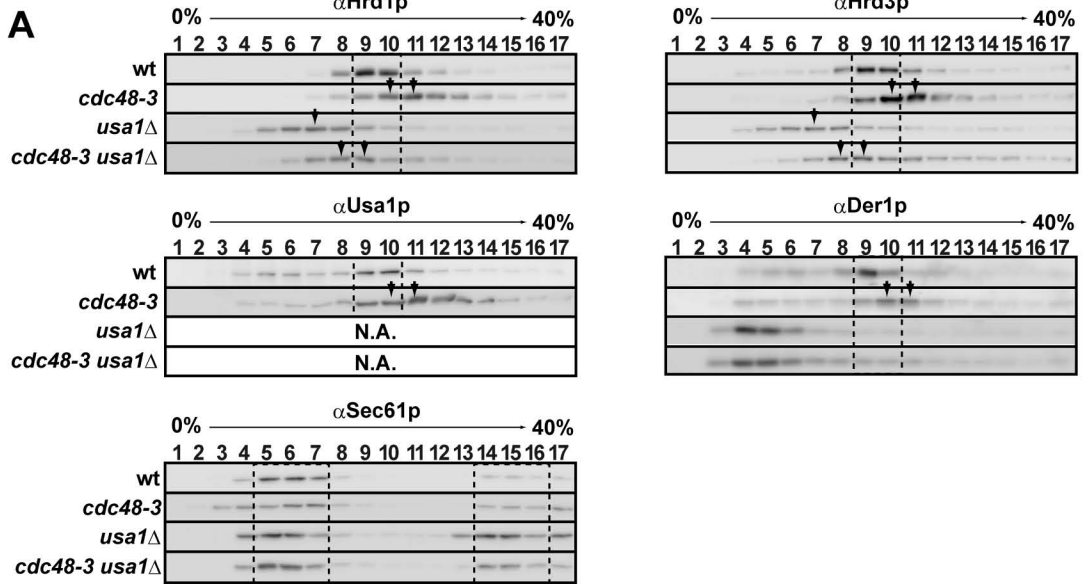 A
αHrd1p
0% 40%
1 2 3 4 5 6 7 8 9 10 11 12 13 14 15 16 17
wt
cdc48-3
usa1Δ
cdc48-3 usa1Δ
αHrd3p
0% 40%
1 2 3 4 5 6 7 8 9 10 11 12 13 14 15 16 17
αUsa1p
0% 40%
1 2 3 4 5 6 7 8 9 10 11 12 13 14 15 16 17
wt
cdc48-3
usa1Δ N.A.
cdc48-3 usa1Δ N.A.
αDer1p
0% 40%
1 2 3 4 5 6 7 8 9 10 11 12 13 14 15 16 17
αSec61p
0% 40%
1 2 3 4 5 6 7 8 9 10 11 12 13 14 15 16 17
wt
cdc48-3
usa1Δ
cdc48-3 usa1Δ